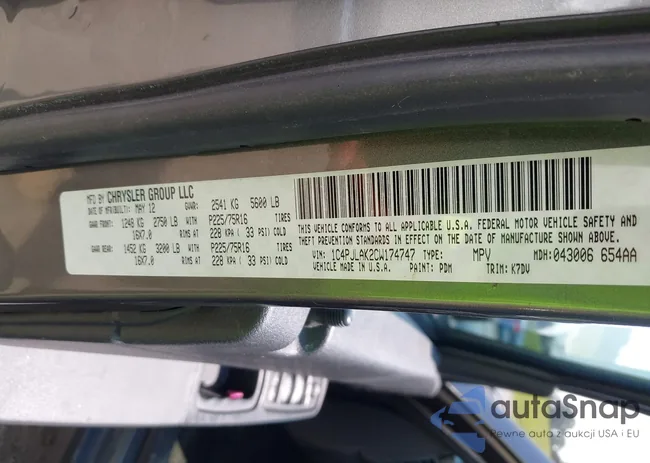 MFD BY CHRYSLER GROUP LLC
DATE OF MFR(BUILT): MAY 12 GVWR: 2541 KG 5600 LB
GAWR FRONT: 1248 KG 2750 LB WITH P225/75R16 TIRES
16X7.0 RIMS AT 228 KPA ( 33 PSI) COLD
GAWR REAR: 1452 KG 3200 LB WITH P225/75R16 TIRES
16X7.0 RIMS AT 228 KPA ( 33 PSI) COLD
THIS VEHICLE CONFORMS TO ALL APPLICABLE U.S.A. FEDERAL MOTOR VEHICLE SAFETY AND
THEFT PREVENTION STANDARDS IN EFFECT ON THE DATE OF MANUFACTURE SHOWN ABOVE.
VIN: 1C4PJLAK2CW174747 TYPE: MPV MDH: 043006 654AA
MADE IN U.S.A. PAINT: PDM TRIM: K7DV
autaSnap
Pewne auta z aukcji USA i EU